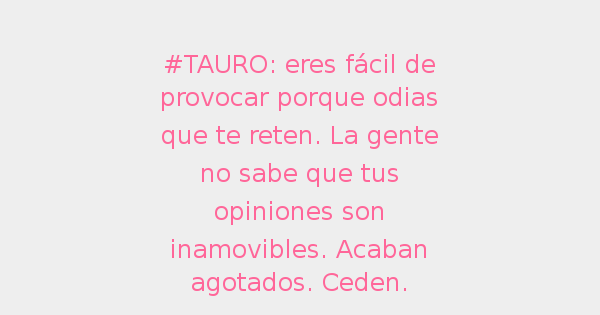 #TAURO: eres fácil de
provocar porque odias
que te reten. La gente
no sabe que tus
opiniones son
inamovibles. Acaban
agotados. Ceden.